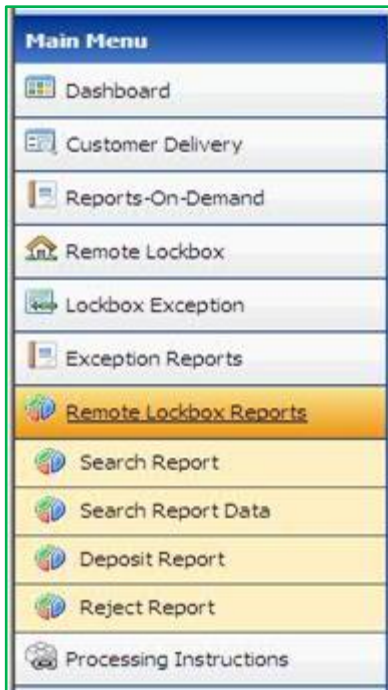 Main Menu
Dashboard
Customer Delivery
Reports-On-Demand
Remote Lockbox
Lockbox Exception
Exception Reports
Remote Lockbox Reports
Search Report
Search Report Data
Deposit Report
Reject Report
Processing Instructions